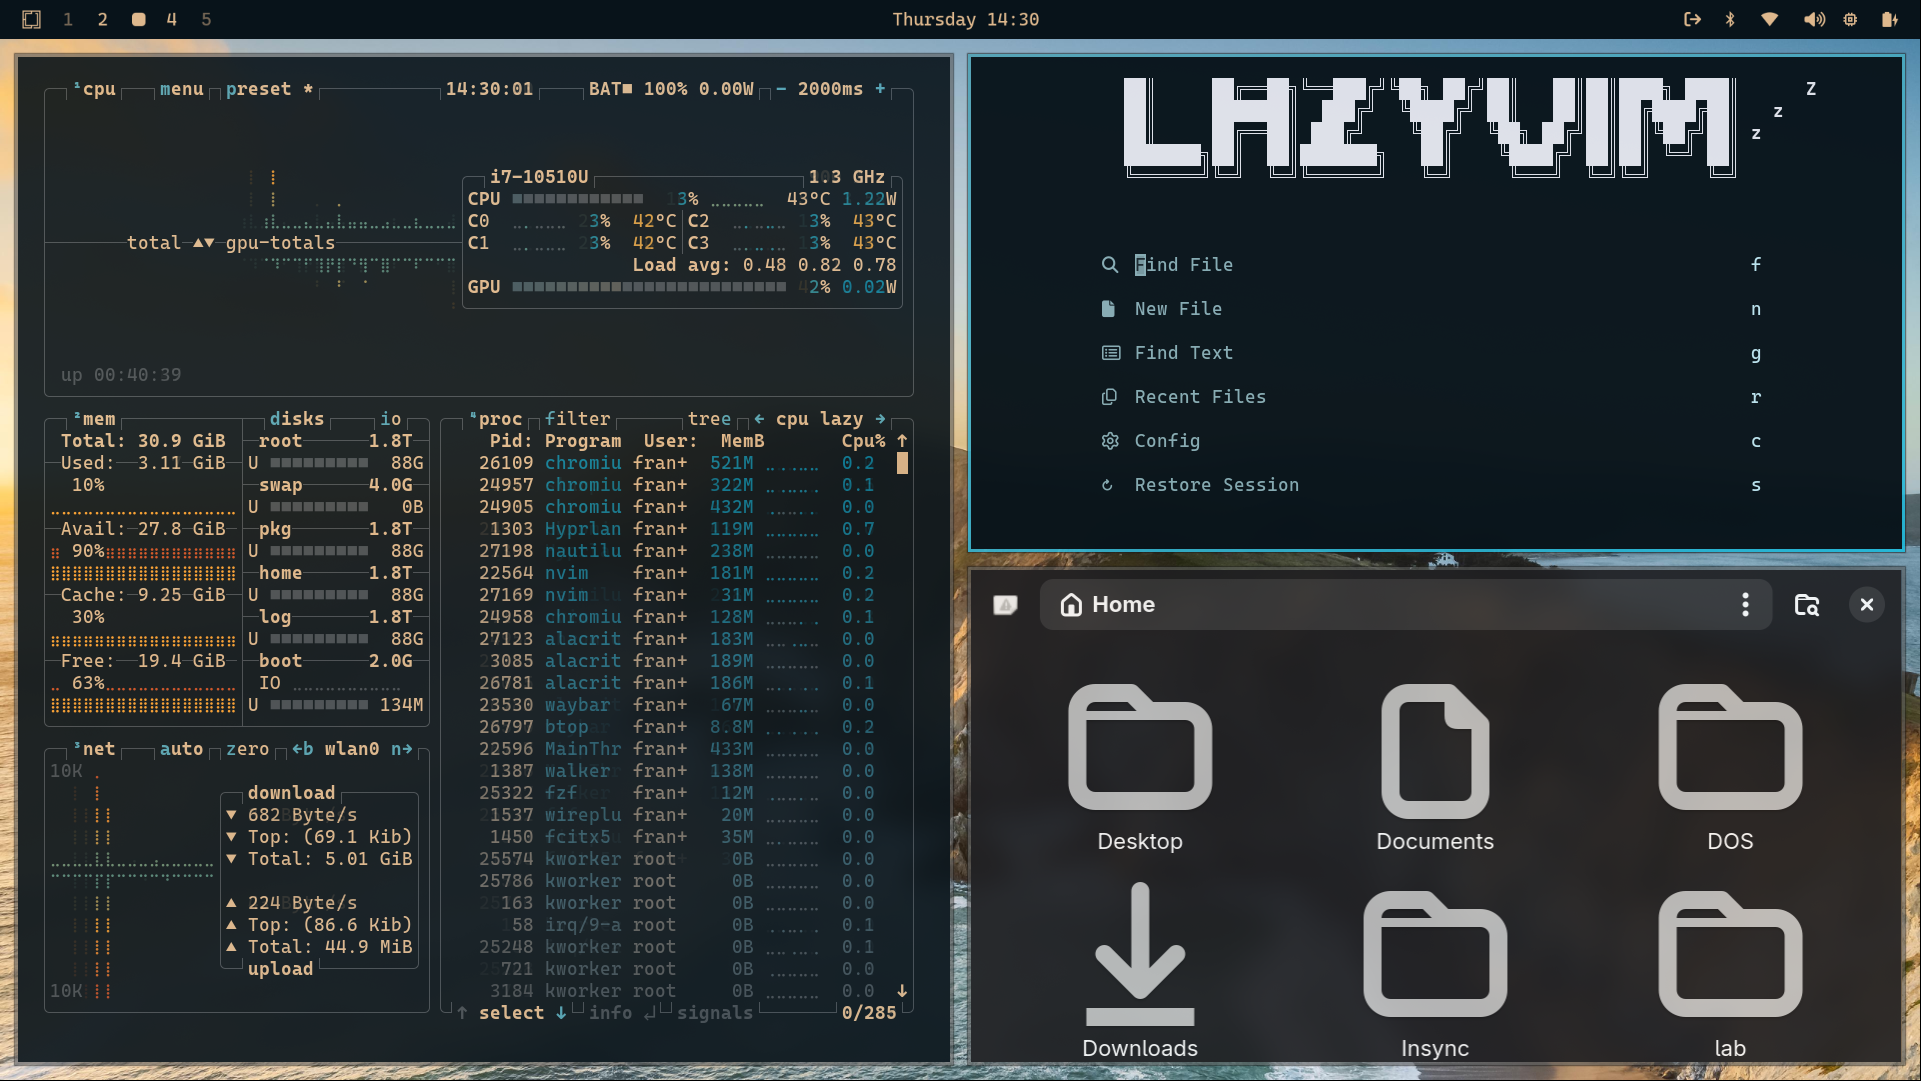 1 2 4 5
Thursday 14:30
¹cpu menu preset * 14:30:01 BAT■ 100% 0.00W - 2000ms +
i7-10510U 1.3 GHz
CPU 3% 43°C 1.22W
C0 3% 42°C C2 3% 43°C
C1 3% 42°C C3 3% 43°C
total ▲▼ gpu-totals
Load avg: 0.48 0.82 0.78
GPU 2% 0.02W
up 00:40:39
²mem disks io
Total: 30.9 GiB root 1.8T
Used: 3.11 GiB U 88G
10% swap 4.0G
U 0B
Avail: 27.8 GiB pkg 1.8T
90% U 88G
home 1.8T
Cache: 9.25 GiB U 88G
30% log 1.8T
U 88G
Free: 19.4 GiB boot 2.0G
63% IO
U 134M
³net auto zero ←b wlan0 n→
10K
download
▼ 682 Byte/s
▼ Top: (69.1 Kib)
▼ Total: 5.01 GiB
▲ 224 Byte/s
▲ Top: (86.6 Kib)
▲ Total: 44.9 MiB
upload
10K
⁴proc filter tree ← cpu lazy →
Pid: Program User: MemB Cpu% ↑
26109 chromiu fran+ 521M 0.2
24957 chromiu fran+ 322M 0.1
24905 chromiu fran+ 432M 0.0
1303 Hyprlan fran+ 119M 0.7
27198 nautilu fran+ 238M 0.0
22564 nvim fran+ 181M 0.2
27169 nvim fran+ 31M 0.2
24958 chromiu fran+ 128M 0.1
27123 alacrit fran+ 183M 0.0
3085 alacrit fran+ 189M 0.0
26781 alacrit fran+ 186M 0.1
23530 waybar fran+ 67M 0.0
26797 btop fran+ 8.8M 0.2
22596 MainThr fran+ 433M 0.0
1387 walker fran+ 138M 0.0
25322 fzf fran+ 12M 0.0
1537 wireplu fran+ 20M 0.0
1450 fcitx5 fran+ 35M 0.0
25574 kworker root 0B 0.0
25786 kworker root 0B 0.0
163 kworker root 0B 0.0
58 irq/9-a root 0B 0.1
25248 kworker root 0B 0.1
721 kworker root 0B 0.0
3184 kworker root 0B 0.0 ↓
↑ select ↓ info ↲ signals 0/285
LAZYVIM Z
z
z
Find File f
New File n
Find Text g
Recent Files r
Config c
Restore Session s
Home
Desktop Documents DOS
Downloads Insync lab